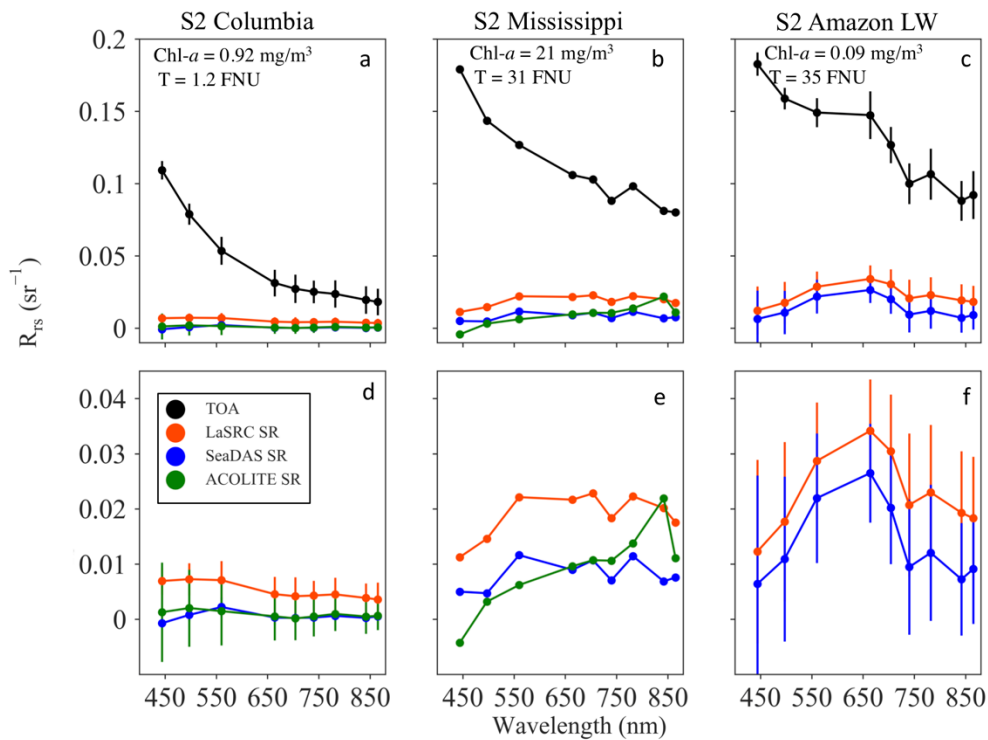 S2 Columbia S2 Mississippi S2 Amazon LW
0.2
Chl-a = 0.92 mg/m³ a
T = 1.2 FNU
Chl-a = 21 mg/m³ b
T = 31 FNU
Chl-a = 0.09 mg/m³ c
T = 35 FNU
0.15
0.1
0.05
0
Rrs (sr⁻¹)
d
e
f
0.04
0.03
0.02
0.01
0
TOA
LaSRC SR
SeaDAS SR
ACOLITE SR
450 550 650 750 850 450 550 650 750 850 450 550 650 750 850
Wavelength (nm)